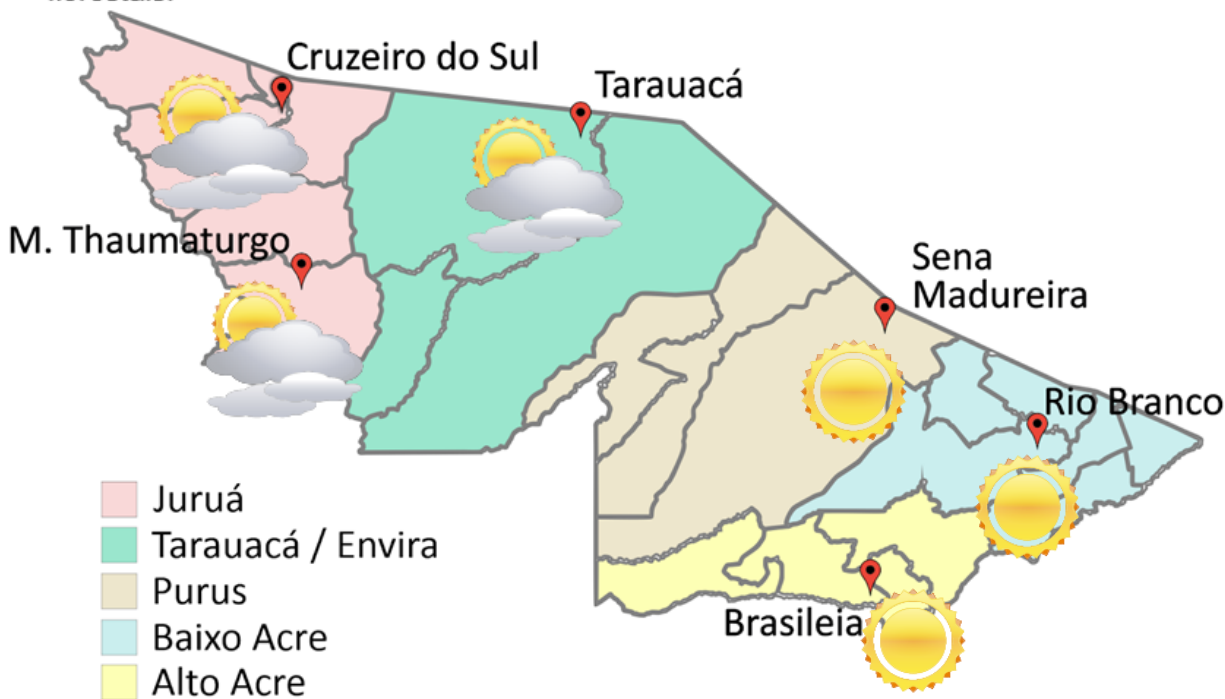 Cruzeiro do Sul
Tarauacá
M. Thaumaturgo
Sena
Madureira
Rio Branco
Brasileia
Juruá
Tarauacá / Envira
Purus
Baixo Acre
Alto Acre